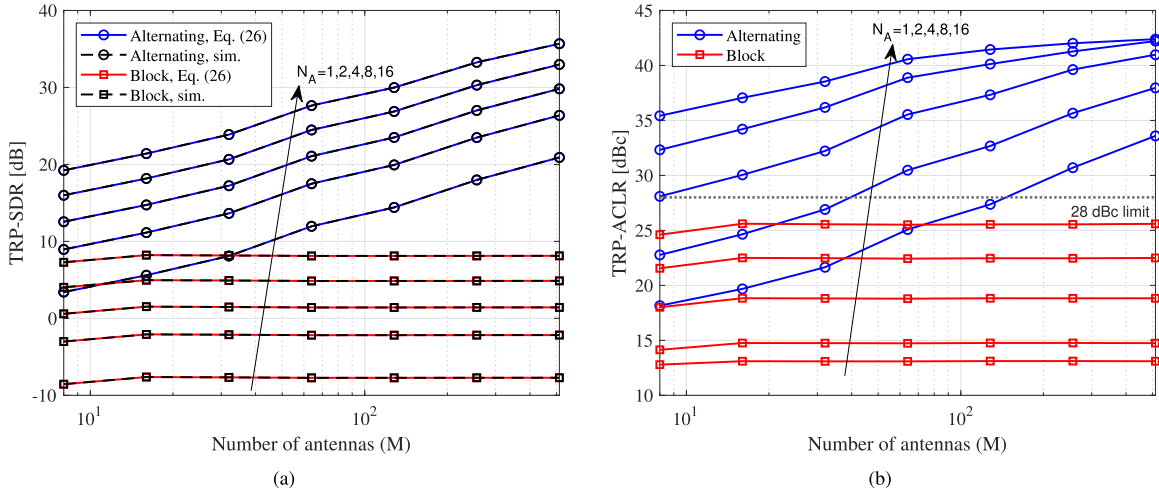 Alternating, Eq. (26)
Alternating, sim.
Block, Eq. (26)
Block, sim.
N_A=1,2,4,8,16
40
30
20
10
0
-10
TRP-SDR [dB]
10^1
10^2
Number of antennas (M)
(a)
Alternating
Block
N_A=1,2,4,8,16
28 dBc limit
45
40
35
30
25
20
15
10
TRP-ACLR [dBc]
10^1
10^2
Number of antennas (M)
(b)